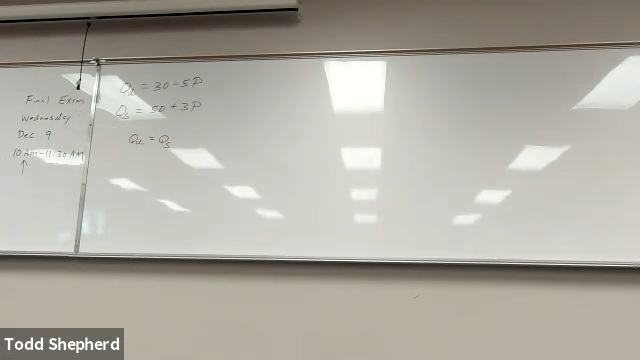 Final Exam
Wednesday
Dec 9
10 Am - 11:30 AM
Qd = 30 - 5P
Qs = 50 + 3P
Qd = Qs
Todd Shepherd